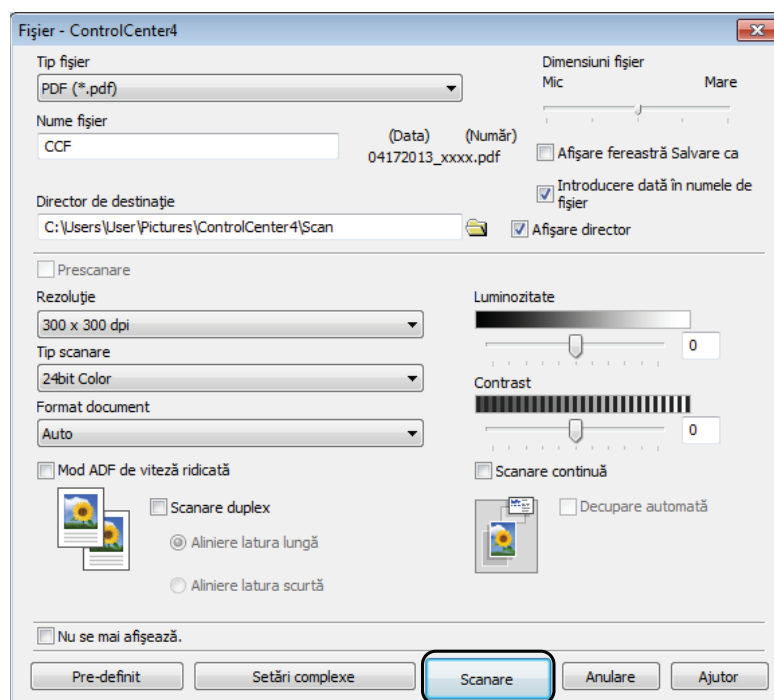 Fişier - ControlCenter4
Tip fişier
PDF (*.pdf)
Dimensiuni fişier
Mic Mare
Nume fişier
CCF
(Data) (Număr)
04172013_xxxx.pdf
Afişare fereastră Salvare ca
Introducere dată în numele de
fişier
Director de destinaţie
C:\Users\User\Pictures\ControlCenter4\Scan
Afişare director
Prescanare
Rezoluţie
300 x 300 dpi
Tip scanare
24bit Color
Format document
Auto
Luminozitate
0
Contrast
0
Mod ADF de viteză ridicată
Scanare duplex
Aliniere latura lungă
Aliniere latura scurtă
Scanare continuă
Decupare automată
Nu se mai afişează.
Pre-definit Setări complexe Scanare Anulare Ajutor